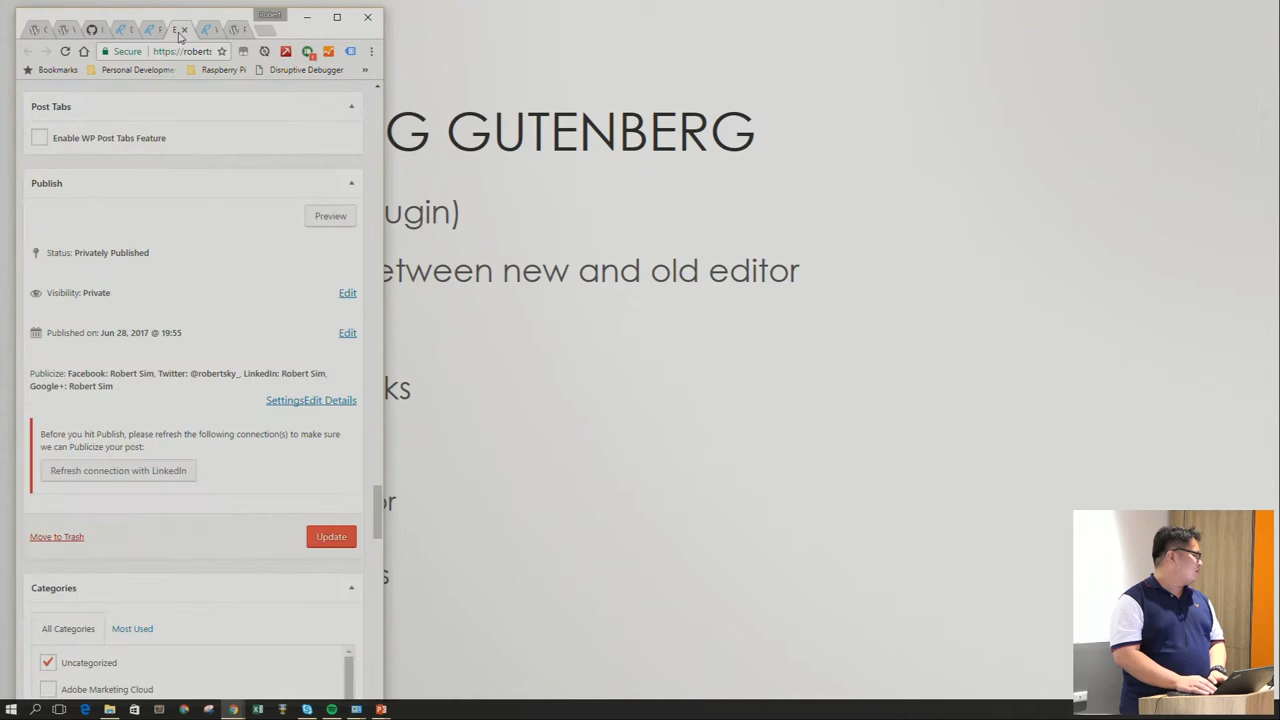 Robert
Secure https://roberts
Bookmarks Personal Developme Raspberry Pi Disruptive Debugger »
Post Tabs
Enable WP Post Tabs Feature
Publish
Preview
Status: Privately Published
Visibility: Private Edit
Published on: Jun 28, 2017 @ 19:55 Edit
Publicize: Facebook: Robert Sim, Twitter: @robertsky_, LinkedIn: Robert Sim,
Google+: Robert Sim
SettingsEdit Details
Before you hit Publish, please refresh the following connection(s) to make sure
we can Publicize your post:
Refresh connection with LinkedIn
Move to Trash Update
Categories
All Categories Most Used
Uncategorized
Adobe Marketing Cloud
G GUTENBERG
ugin)
etween new and old editor
ks
or
s